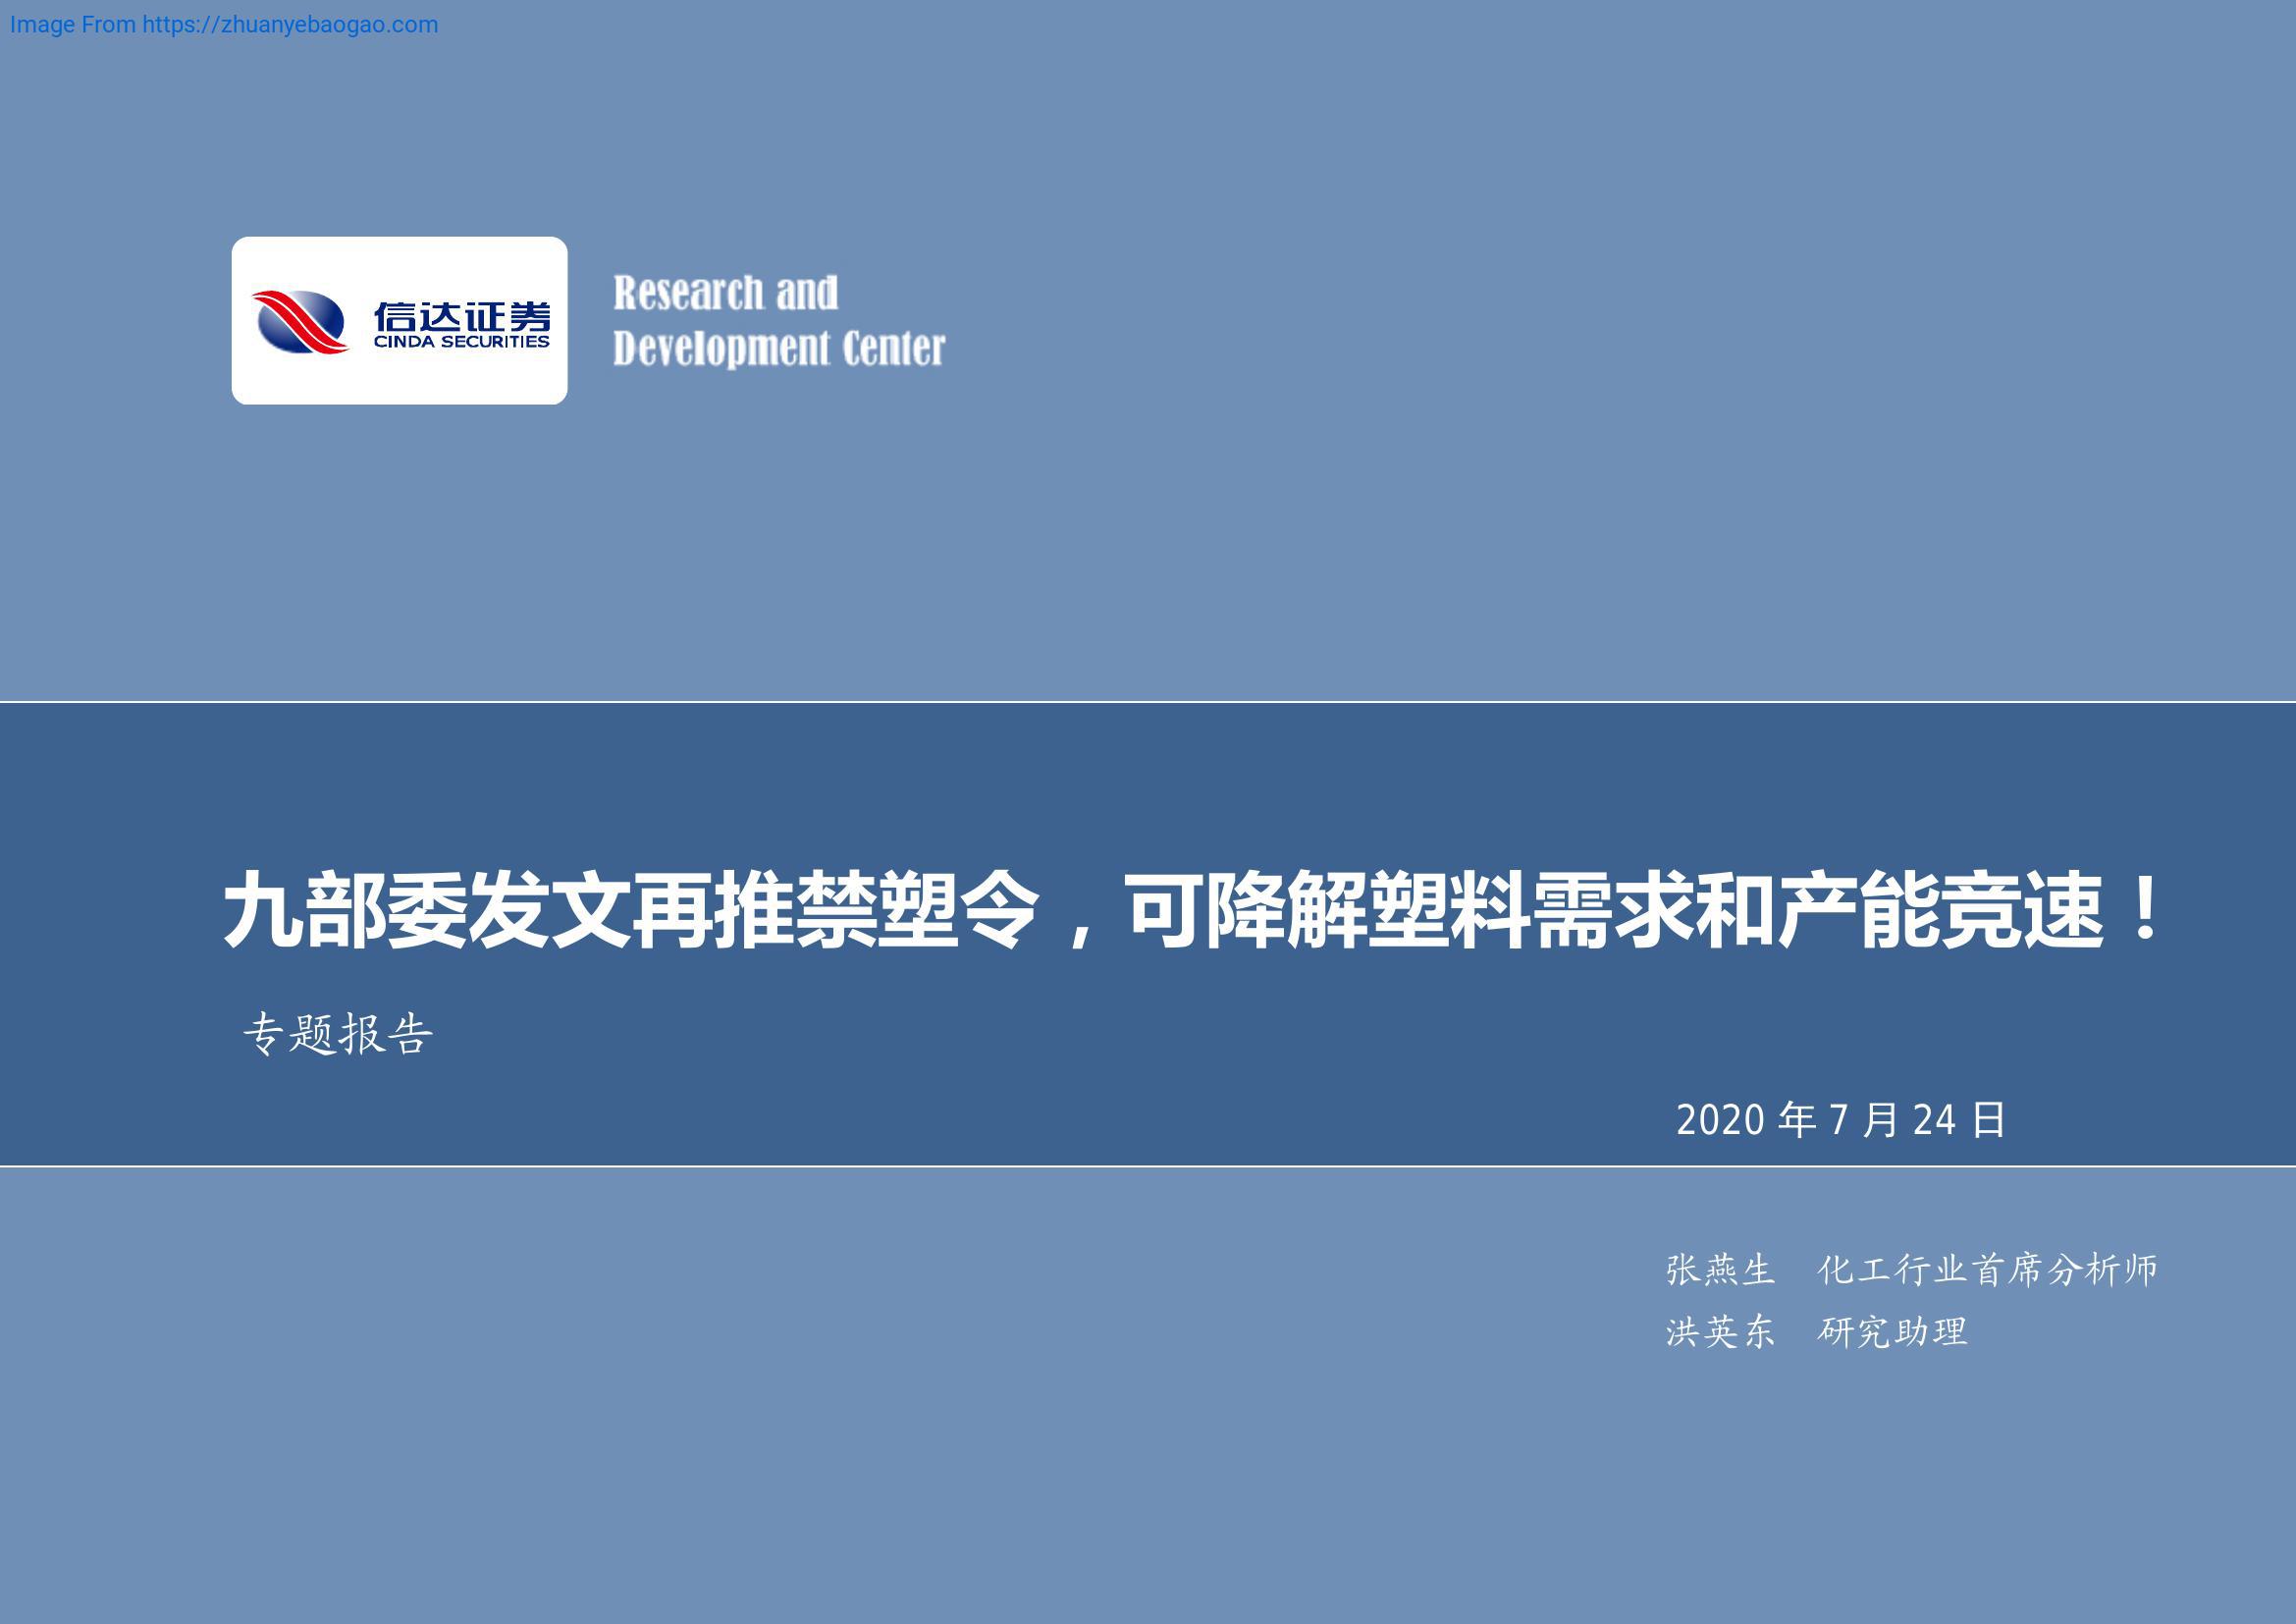 Image From https://zhuanyebaogao.com
信达证券
CINDA SECURITIES
Research and
Development Center
九部委发文再推禁塑令，可降解塑料需求和产能竞速！
专题报告
2020 年 7 月 24 日
张燕生 化工行业首席分析师
洪英东 研究助理